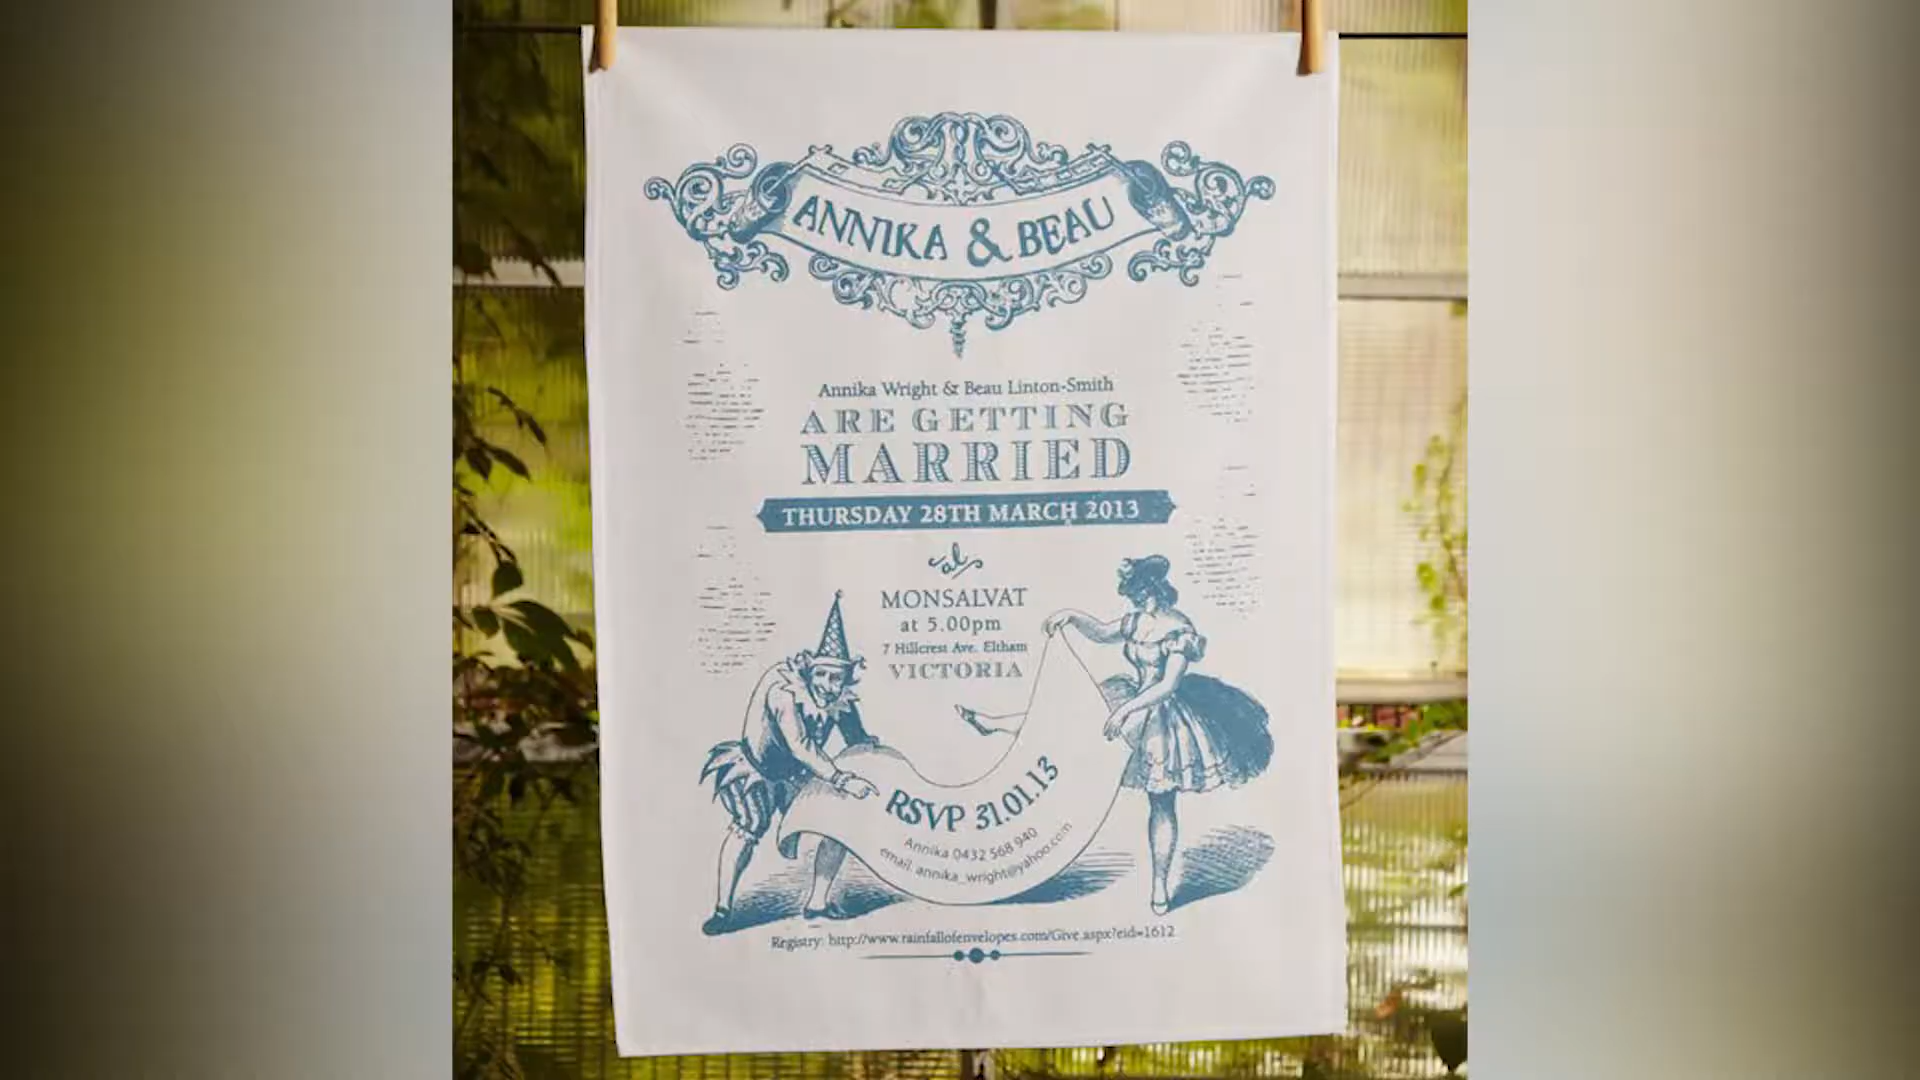 ANNIKA & BEAU
Annika Wright & Beau Linton-Smith
ARE GETTING
MARRIED
THURSDAY 28TH MARCH 2013
at
MONSALVAT
at 5.00pm
7 Hillcrest Ave. Eltham
VICTORIA
RSVP 31.01.13
Annika 0432 568 940
email: annika_wright@yahoo.com
Registry: http://www.rainfallofenvelopes.com/Give.aspx?eid=1612